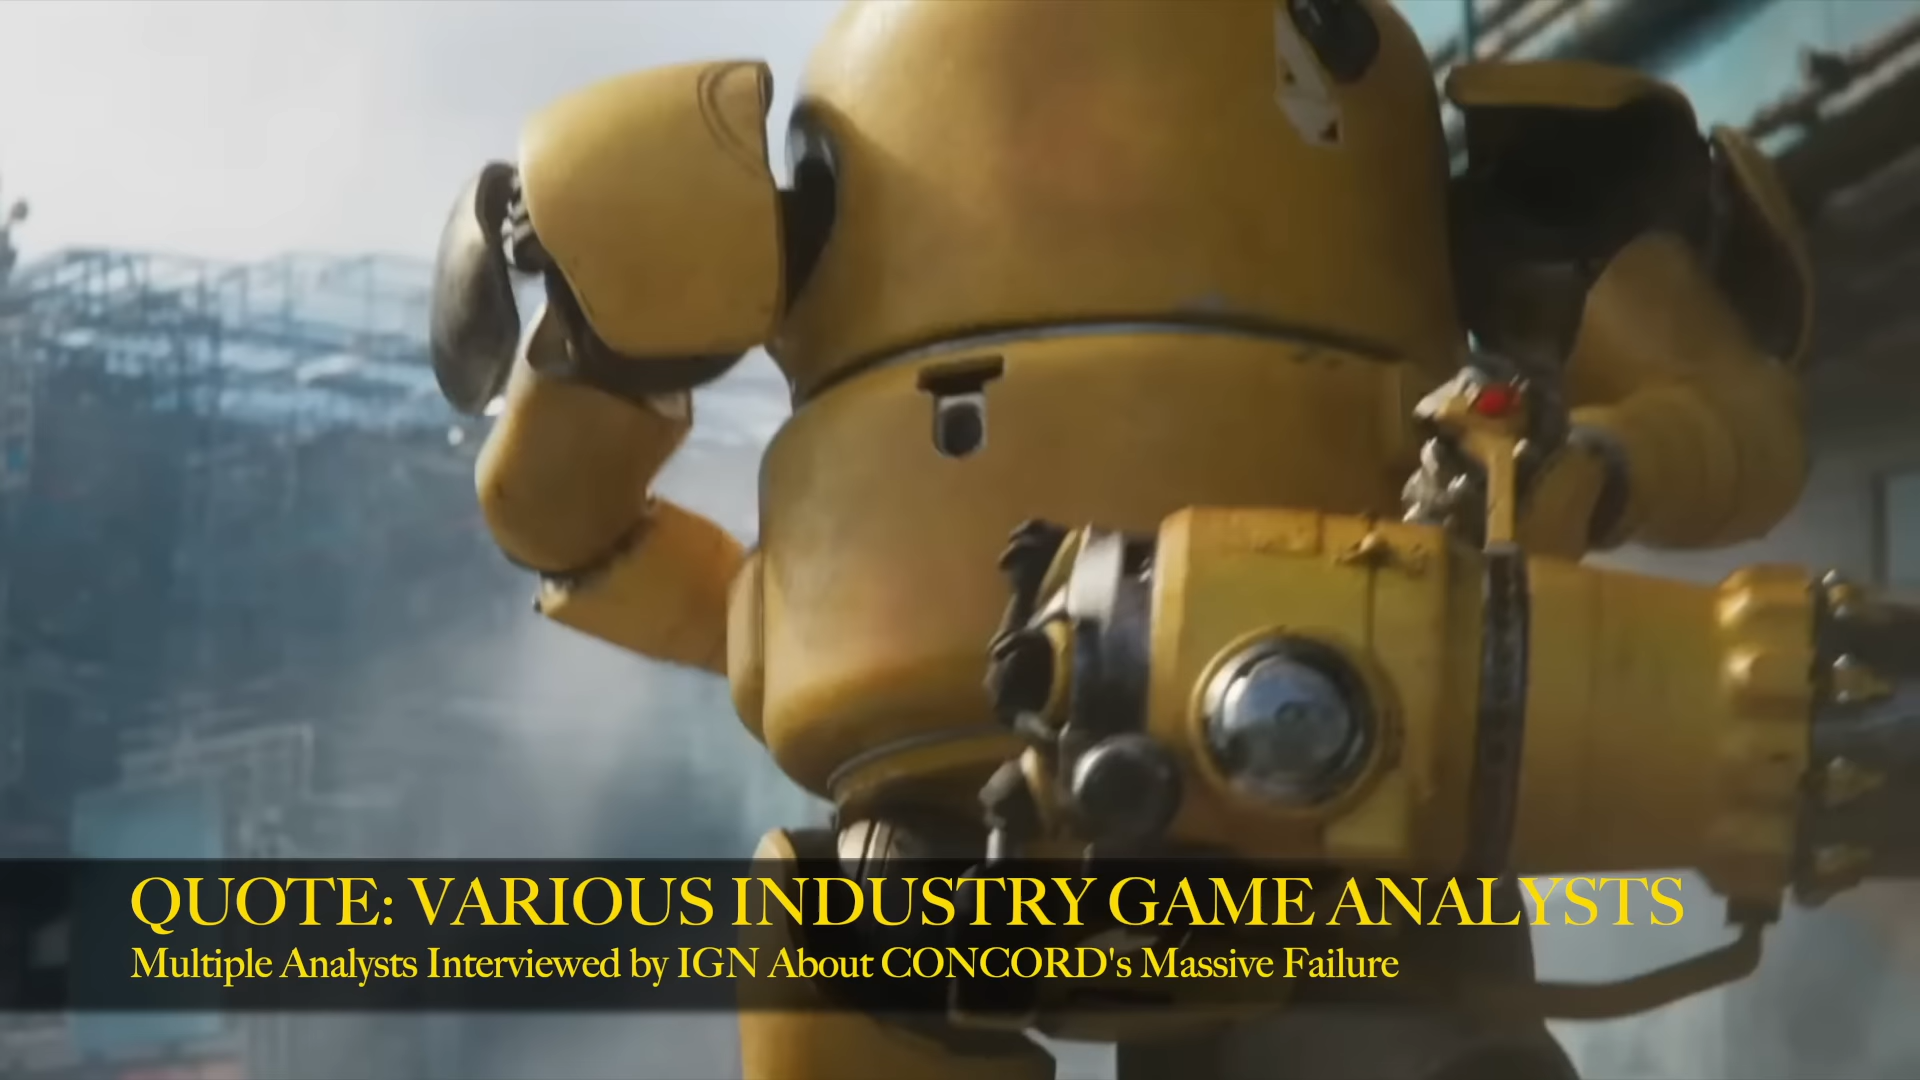 QUOTE: VARIOUS INDUSTRY GAME ANALYSTS
Multiple Analysts Interviewed by IGN About CONCORD's Massive Failure